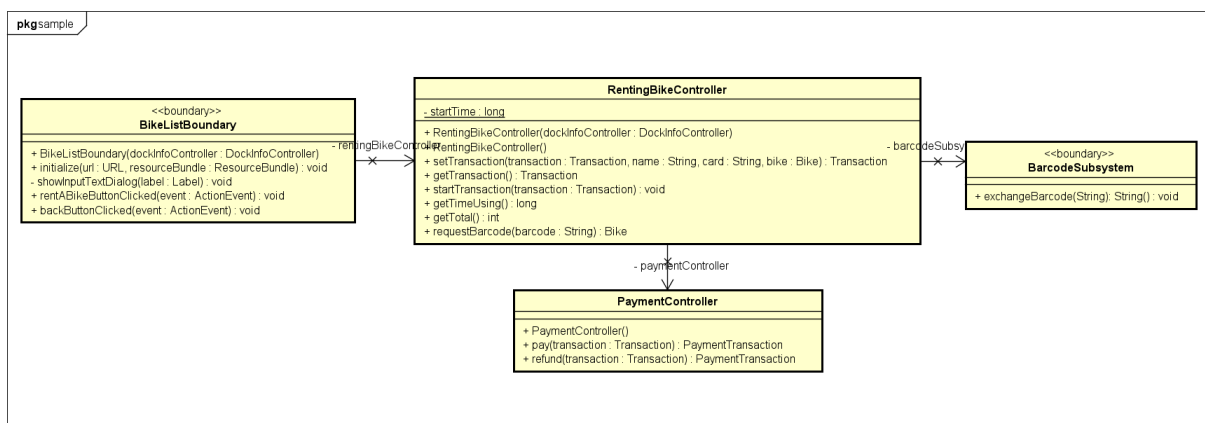 pkg sample
<<boundary>>
BikeListBoundary
+ BikeListBoundary(dockInfoController : DockInfoController)
+ initialize(url : URL, resourceBundle : ResourceBundle) : void
- showInputTextDialog(label : Label) : void
+ rentABikeButtonClicked(event : ActionEvent) : void
+ backButtonClicked(event : ActionEvent) : void
- rentingBikeController
RentingBikeController
- startTime : long
+ RentingBikeController(dockInfoController : DockInfoController)
+ RentingBikeController()
+ setTransaction(transaction : Transaction, name : String, card : String, bike : Bike) : Transaction
+ getTransaction() : Transaction
+ startTransaction(transaction : Transaction) : void
+ getTimeUsing() : long
+ getTotal() : int
+ requestBarcode(barcode : String) : Bike
- barcodeSubsy
<<boundary>>
BarcodeSubsystem
+ exchangeBarcode(String): String() : void
- paymentController
PaymentController
+ PaymentController()
+ pay(transaction : Transaction) : PaymentTransaction
+ refund(transaction : Transaction) : PaymentTransaction